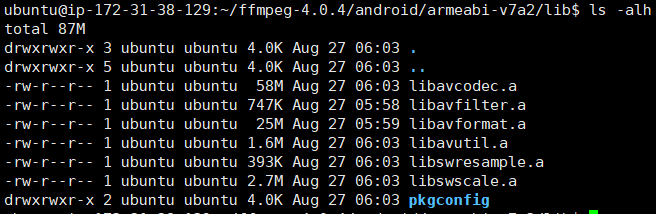 ubuntu@ip-172-31-38-129:~/ffmpeg-4.0.4/android/armeabi-v7a2/lib$ ls -alh
total 87M
drwxrwxr-x 3 ubuntu ubuntu 4.0K Aug 27 06:03 .
drwxrwxr-x 5 ubuntu ubuntu 4.0K Aug 27 06:03 ..
-rw-r--r-- 1 ubuntu ubuntu  58M Aug 27 06:03 libavcodec.a
-rw-r--r-- 1 ubuntu ubuntu 747K Aug 27 05:58 libavfilter.a
-rw-r--r-- 1 ubuntu ubuntu  25M Aug 27 05:59 libavformat.a
-rw-r--r-- 1 ubuntu ubuntu 1.6M Aug 27 06:03 libavutil.a
-rw-r--r-- 1 ubuntu ubuntu 393K Aug 27 06:03 libswresample.a
-rw-r--r-- 1 ubuntu ubuntu 2.7M Aug 27 06:03 libswscale.a
drwxrwxr-x 2 ubuntu ubuntu 4.0K Aug 27 06:03 pkgconfig